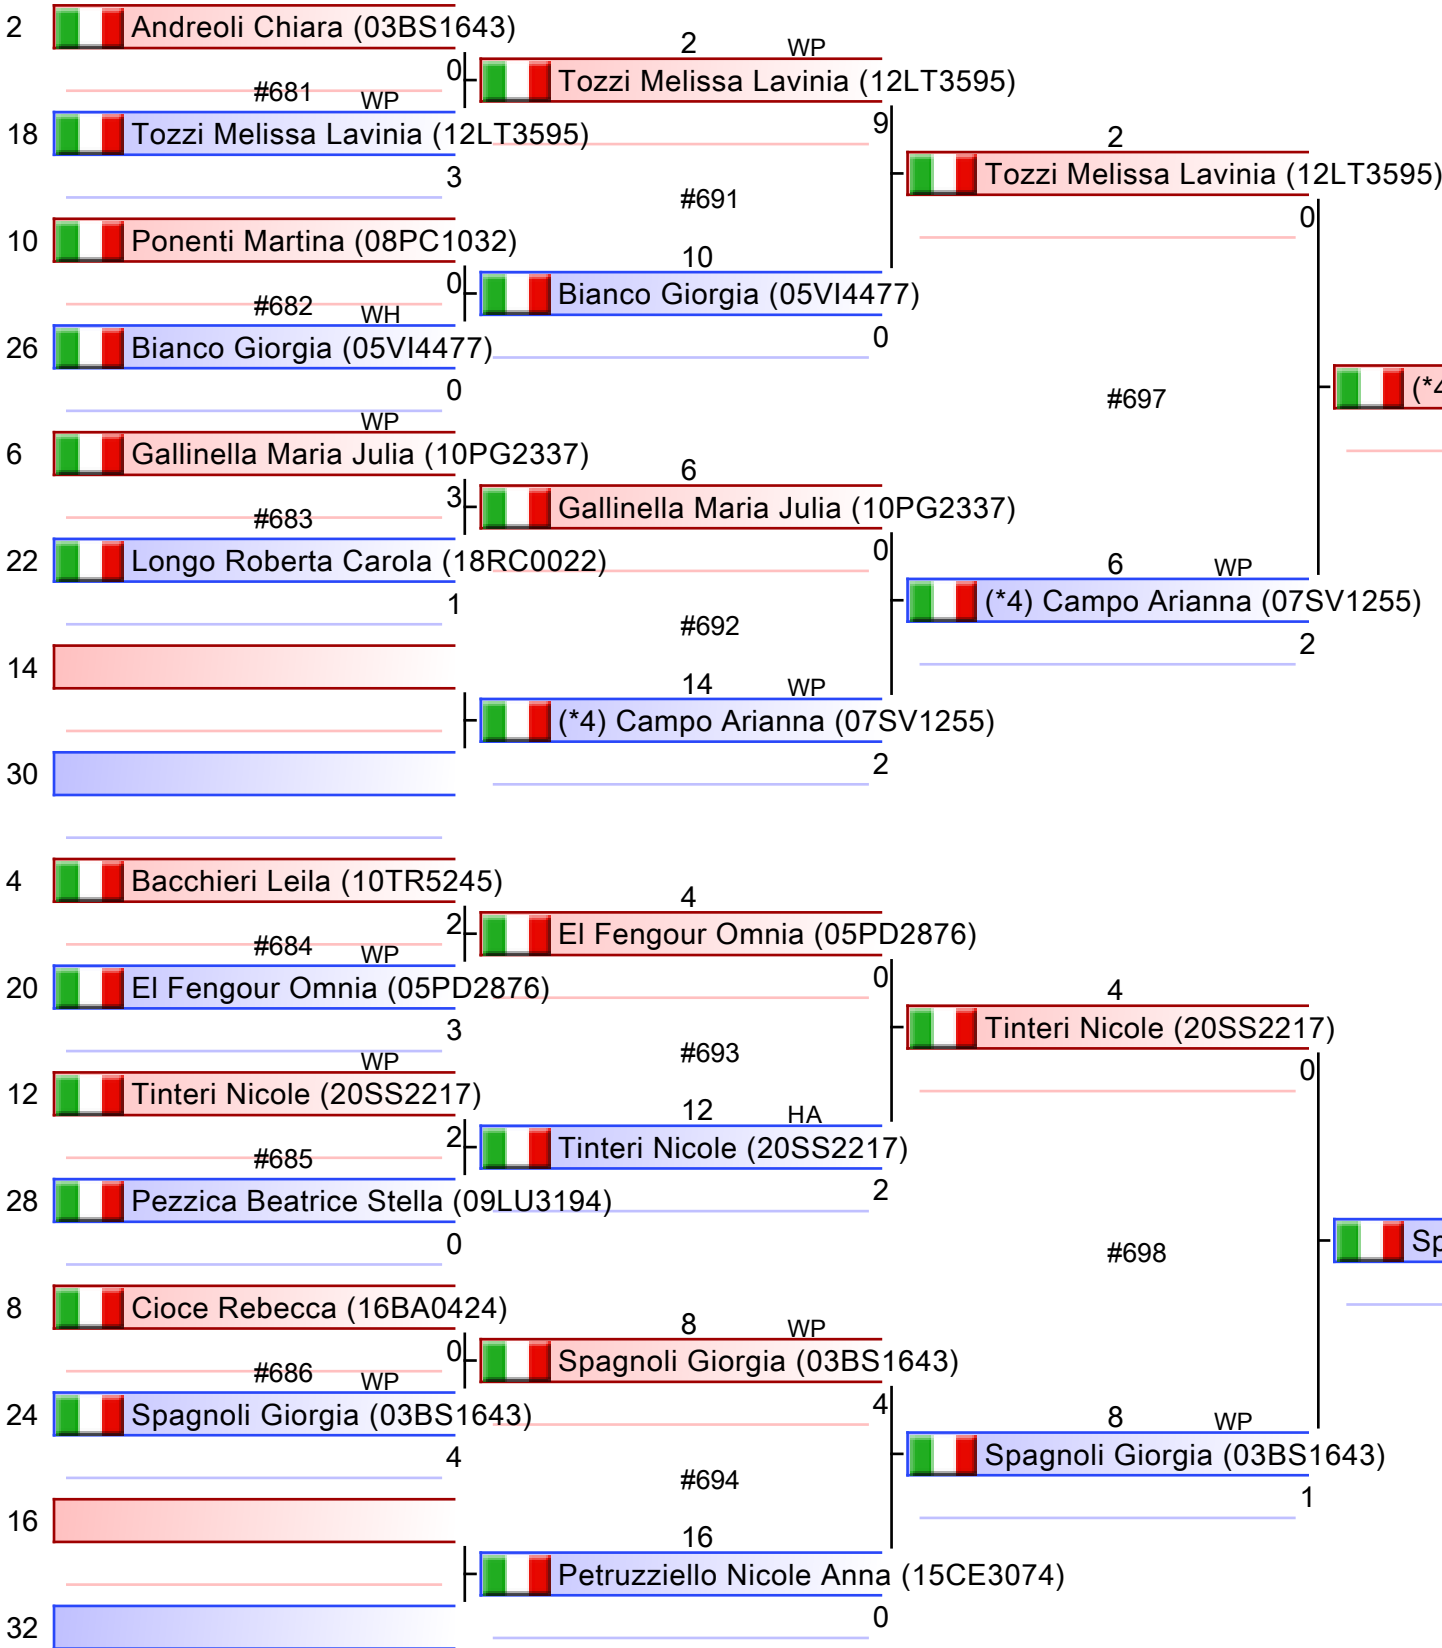 2 Andreoli Chiara (03BS1643)
2 WP
0 Tozzi Melissa Lavinia (12LT3595)
#681 WP
18 Tozzi Melissa Lavinia (12LT3595)
9
2
Tozzi Melissa Lavinia (12LT3595)
3
#691
0
10 Ponenti Martina (08PC1032)
10
0 Bianco Giorgia (05VI4477)
#682 WH
26 Bianco Giorgia (05VI4477)
0
0
#697
(*4
WP
6 Gallinella Maria Julia (10PG2337)
6
3 Gallinella Maria Julia (10PG2337)
#683
22 Longo Roberta Carola (18RC0022)
0
6 WP
(*4) Campo Arianna (07SV1255)
1
#692
2
14
14 WP
(*4) Campo Arianna (07SV1255)
30
2
4 Bacchieri Leila (10TR5245)
4
2 El Fengour Omnia (05PD2876)
#684 WP
20 El Fengour Omnia (05PD2876)
0
4
Tinteri Nicole (20SS2217)
3
#693
WP
0
12 Tinteri Nicole (20SS2217)
12 HA
2 Tinteri Nicole (20SS2217)
#685
28 Pezzica Beatrice Stella (09LU3194)
2
0
#698
Sp
8 Cioce Rebecca (16BA0424)
8 WP
0 Spagnoli Giorgia (03BS1643)
#686 WP
24 Spagnoli Giorgia (03BS1643)
4
8 WP
Spagnoli Giorgia (03BS1643)
4
#694
1
16
16
Petruzziello Nicole Anna (15CE3074)
0
32